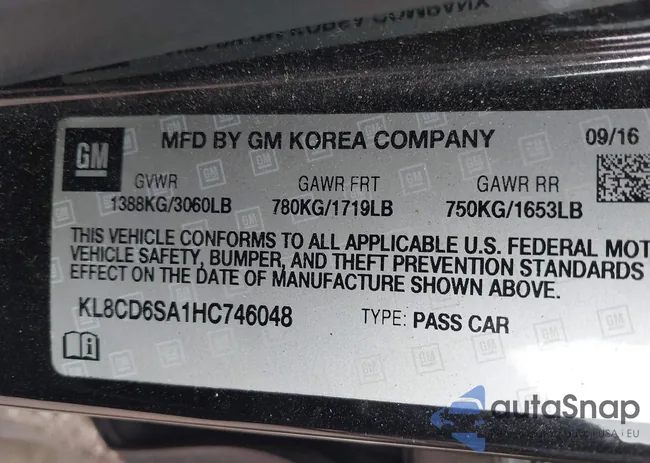 GM
MFD BY GM KOREA COMPANY
09/16
GVWR
GAWR FRT
GAWR RR
1388KG/3060LB
780KG/1719LB
750KG/1653LB
THIS VEHICLE CONFORMS TO ALL APPLICABLE U.S. FEDERAL MOT
VEHICLE SAFETY, BUMPER, AND THEFT PREVENTION STANDARDS
EFFECT ON THE DATE OF MANUFACTURE SHOWN ABOVE.
KL8CD6SA1HC746048
TYPE: PASS CAR
autoSnap